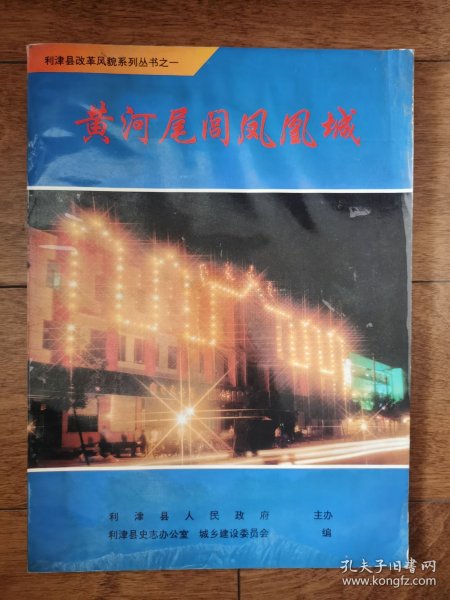 利津县改革风貌系列丛书之一
黄河尾闾凤凰城
利津县人民政府 主办
利津县史志办公室 城乡建设委员会 编
孔夫子旧书网
www.kongfz.com